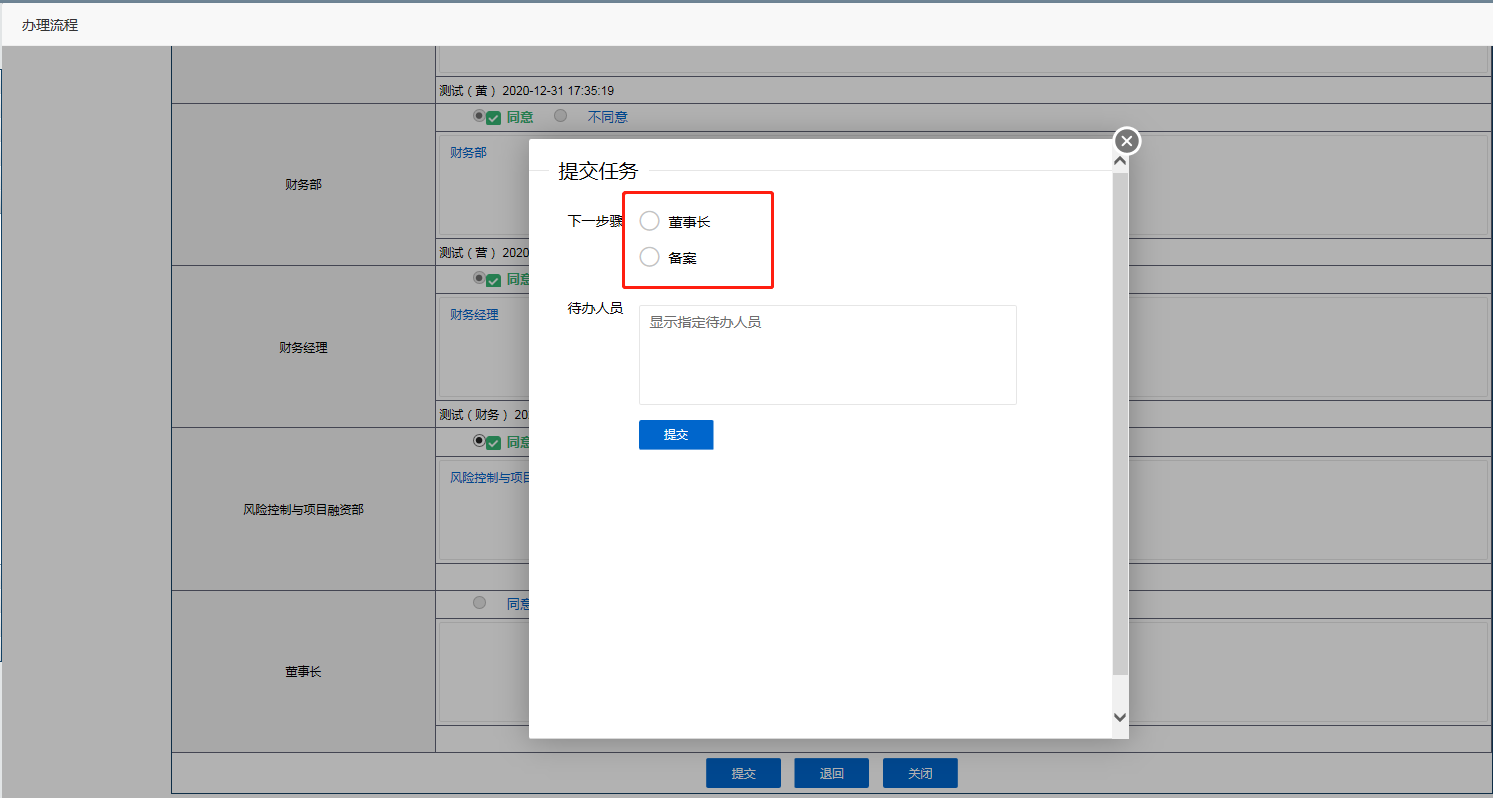 办理流程
测试（黄） 2020-12-31 17:35:19
同意 不同意
财务部
财务部
测试（营） 2020
同意
财务经理
财务经理
测试（财务） 20
同意
风险控制与项目融资部
风险控制与项目
同意
董事长
提交任务
下一步骤 董事长
备案
待办人员 显示指定待办人员
提交
提交 退回 关闭